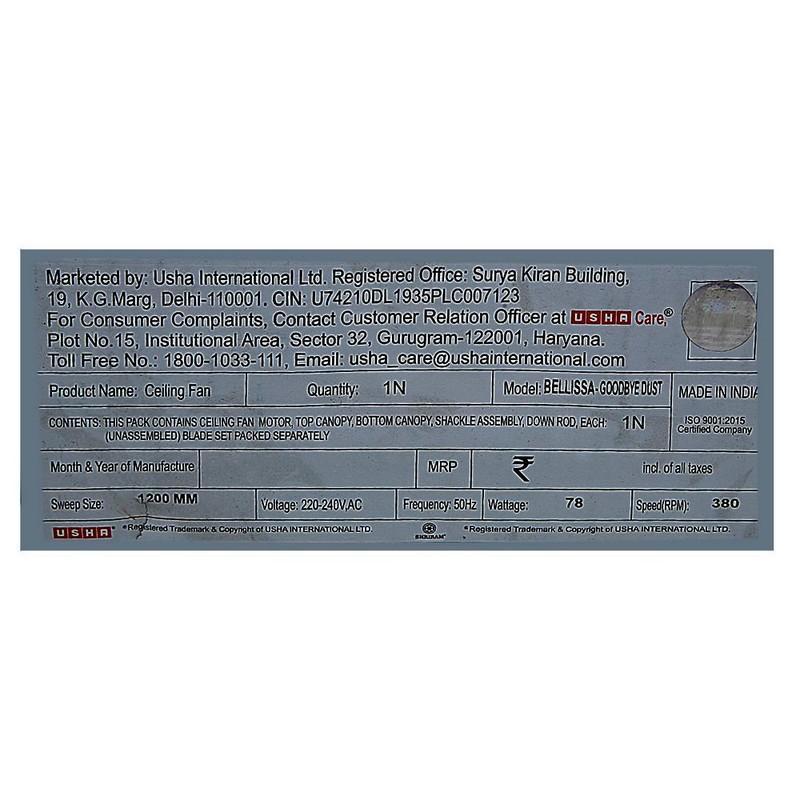 Marketed by: Usha International Ltd. Registered Office: Surya Kiran Building,
19, K.G.Marg, Delhi-110001. CIN: U74210DL1935PLC007123
For Consumer Complaints, Contact Customer Relation Officer at USHA Care,®
Plot No.15, Institutional Area, Sector 32, Gurugram-122001, Haryana.
Toll Free No.: 1800-1033-111, Email: usha_care@ushainternational.com
Product Name: Ceiling Fan Quantity: 1N Model: BELLISSA-GOODBYE DUST MADE IN INDIA
CONTENTS: THIS PACK CONTAINS CEILING FAN MOTOR, TOP CANOPY, BOTTOM CANOPY, SHACKLE ASSEMBLY, DOWN ROD, EACH: 1N
(UNASSEMBLED) BLADE SET PACKED SEPARATELY
ISO 9001:2015
Certified Company
Month & Year of Manufacture MRP ₹ incl. of all taxes
Sweep Size: 1200 MM Voltage: 220-240V,AC Frequency: 50Hz Wattage: 78 Speed(RPM): 380
USHA® *Registered Trademark & Copyright of USHA INTERNATIONAL LTD. SHRIRAM *Registered Trademark & Copyright of USHA INTERNATIONAL LTD.